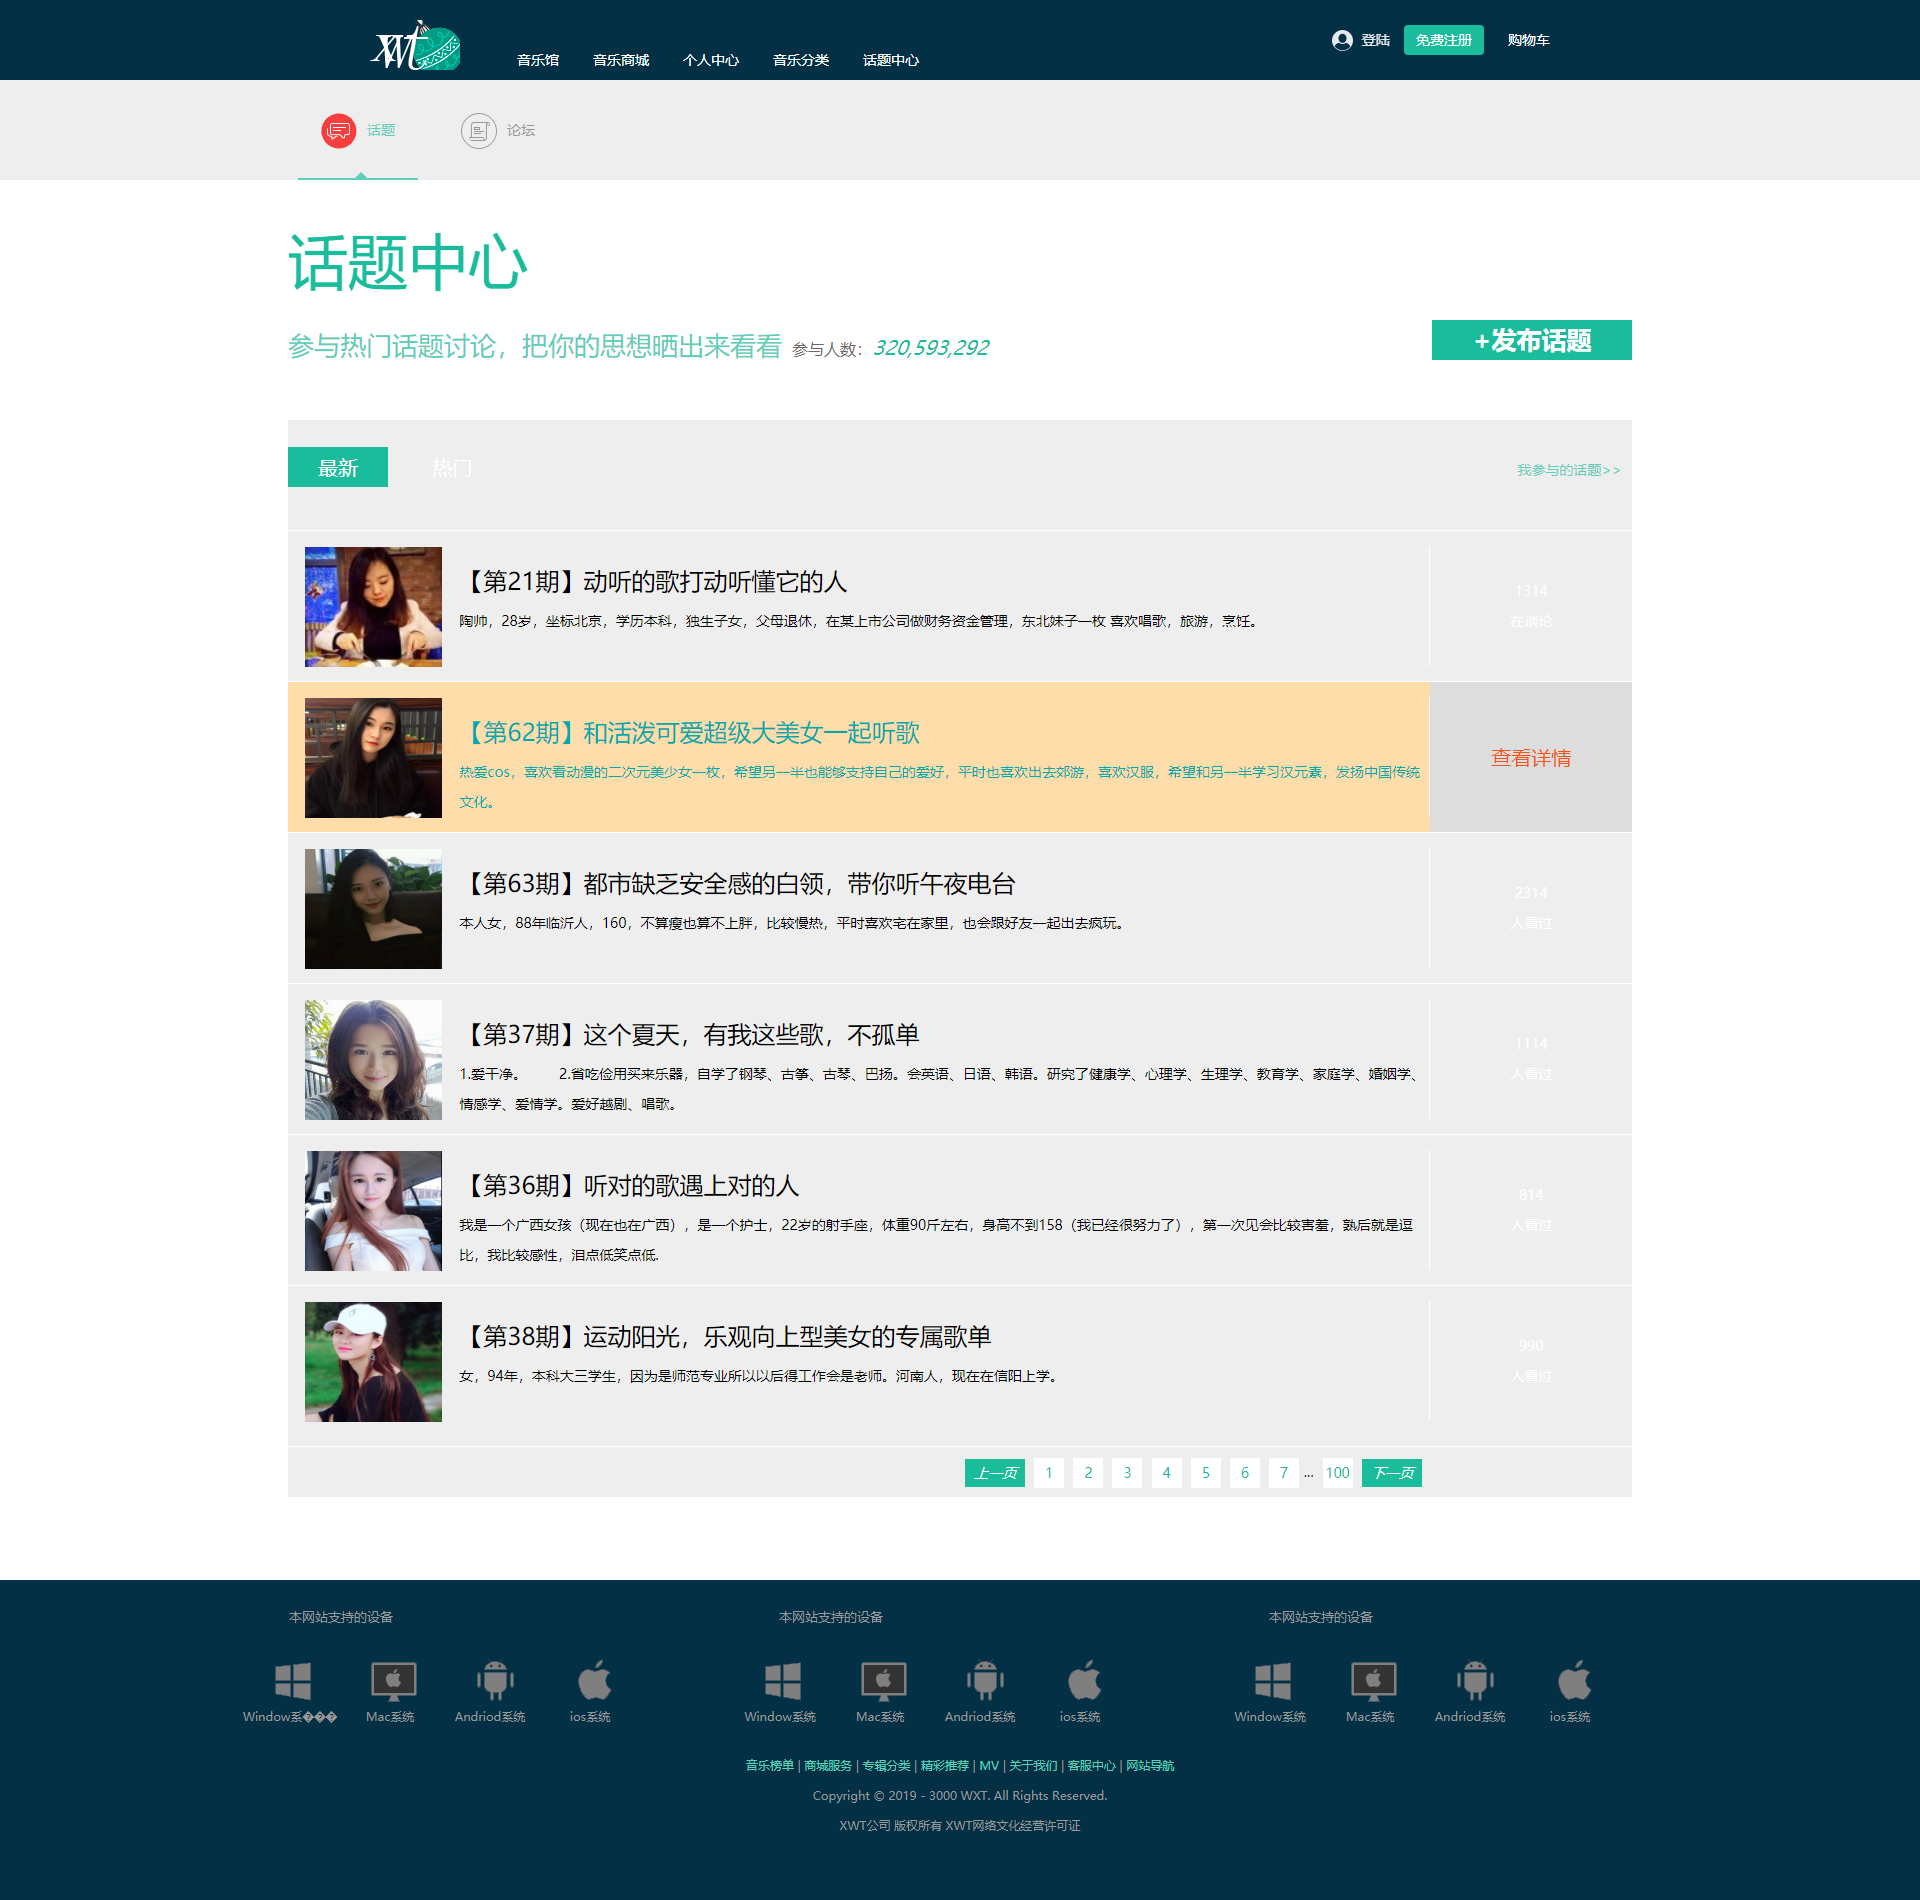 XWT
音乐馆 音乐商城 个人中心 音乐分类 话题中心
登陆 免费注册 购物车
话题 论坛
话题中心
参与热门话题讨论，把你的思想晒出来看看 参与人数：320,593,292
+发布话题
最新 热门
我参与的话题>>
【第21期】动听的歌打动听懂它的人
陶帅，28岁，坐标北京，学历本科，独生子女，父母退休，在某上市公司做财务资金管理，东北妹子一枚 喜欢唱歌，旅游，烹饪。
1314
在谈论
【第62期】和活泼可爱超级大美女一起听歌
热爱cos，喜欢看动漫的二次元美少女一枚，希望另一半也能够支持自己的爱好，平时也喜欢出去郊游，喜欢汉服，希望和另一半学习汉元素，发扬中国传统
文化。
查看详情
【第63期】都市缺乏安全感的白领，带你听午夜电台
本人女，88年临沂人，160，不算瘦也算不上胖，比较慢热，平时喜欢宅在家里，也会跟好友一起出去疯玩。
2314
人看过
【第37期】这个夏天，有我这些歌，不孤单
1.爱干净。 2.省吃俭用买来乐器，自学了钢琴、古筝、古琴、巴扬。会英语、日语、韩语。研究了健康学、心理学、生理学、教育学、家庭学、婚姻学、
情感学、爱情学。爱好越剧、唱歌。
1114
人看过
【第36期】听对的歌遇上对的人
我是一个广西女孩（现在也在广西），是一个护士，22岁的射手座，体重90斤左右，身高不到158（我已经很努力了），第一次见会比较害羞，熟后就是逗
比，我比较感性，泪点低笑点低.
814
人看过
【第38期】运动阳光，乐观向上型美女的专属歌单
女，94年，本科大三学生，因为是师范专业所以以后得工作会是老师。河南人，现在在信阳上学。
990
人看过
上一页 1 2 3 4 5 6 7 ... 100 下一页
本网站支持的设备 本网站支持的设备 本网站支持的设备
Window系��� Mac系统 Andriod系统 ios系统 Window系统 Mac系统 Andriod系统 ios系统 Window系统 Mac系统 Andriod系统 ios系统
音乐榜单 | 商城服务 | 专辑分类 | 精彩推荐 | MV | 关于我们 | 客服中心 | 网站导航
Copyright © 2019 - 3000 WXT. All Rights Reserved.
XWT公司 版权所有 XWT网络文化经营许可证